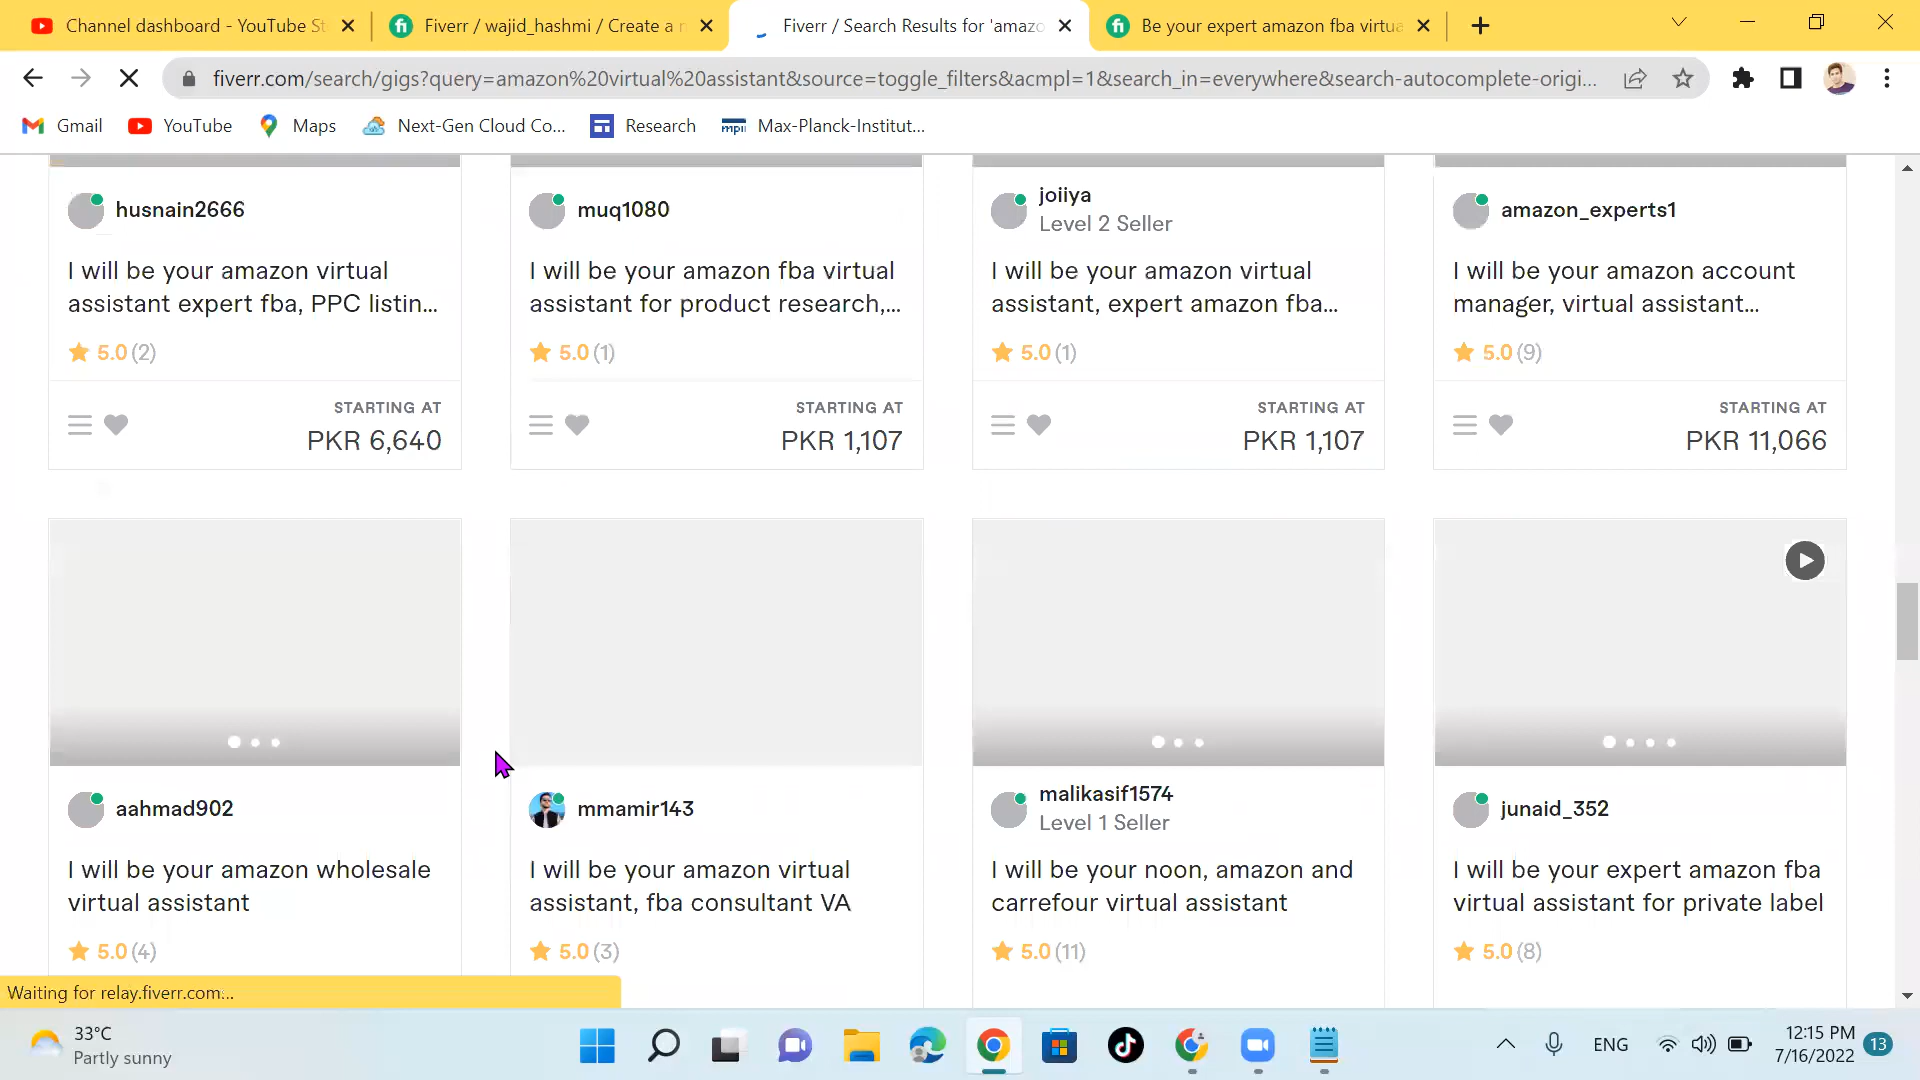 Channel dashboard - YouTube St
Fiverr / wajid_hashmi / Create a n
Fiverr / Search Results for 'amazo
Be your expert amazon fba virtua
fiverr.com/search/gigs?query=amazon%20virtual%20assistant&source=toggle_filters&acmpl=1&search_in=everywhere&search-autocomplete-origi...
Gmail
YouTube
Maps
Next-Gen Cloud Co...
Research
mpii Max-Planck-Institut...
husnain2666
I will be your amazon virtual
assistant expert fba, PPC listin...
5.0 (2)
STARTING AT
PKR 6,640
muq1080
I will be your amazon fba virtual
assistant for product research,...
5.0 (1)
STARTING AT
PKR 1,107
joiiya
Level 2 Seller
I will be your amazon virtual
assistant, expert amazon fba...
5.0 (1)
STARTING AT
PKR 1,107
amazon_experts1
I will be your amazon account
manager, virtual assistant...
5.0 (9)
STARTING AT
PKR 11,066
aahmad902
I will be your amazon wholesale
virtual assistant
5.0 (4)
mmamir143
I will be your amazon virtual
assistant, fba consultant VA
5.0 (3)
malikasif1574
Level 1 Seller
I will be your noon, amazon and
carrefour virtual assistant
5.0 (11)
junaid_352
I will be your expert amazon fba
virtual assistant for private label
5.0 (8)
Waiting for relay.fiverr.com...
33°C
Partly sunny
ENG
12:15 PM
7/16/2022
13